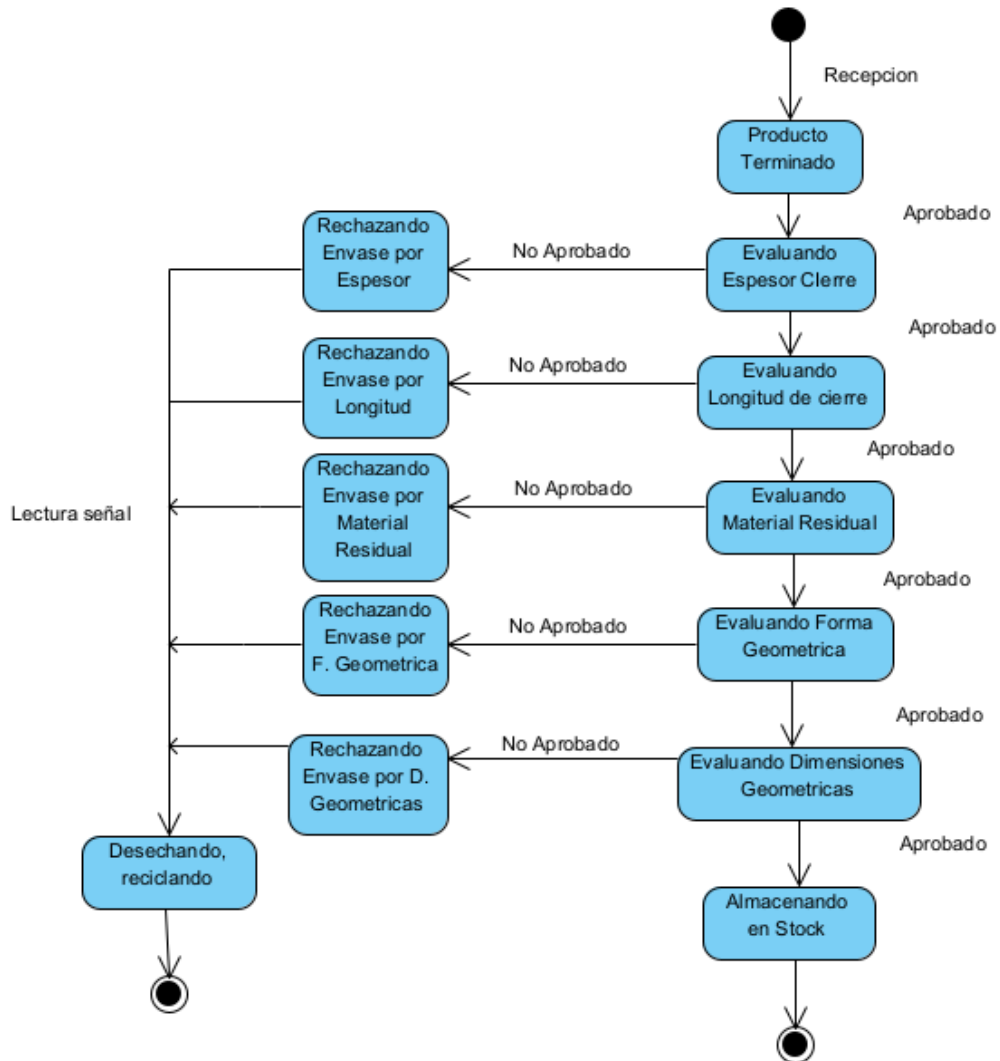 Recepcion
Producto
Terminado
Aprobado
Rechazando
Envase por
Espesor
No Aprobado
Evaluando
Espesor CIerre
Aprobado
Rechazando
Envase por
Longitud
No Aprobado
Evaluando
Longitud de cierre
Aprobado
Lectura señal
Rechazando
Envase por
Material
Residual
No Aprobado
Evaluando
Material Residual
Aprobado
Rechazando
Envase por
F. Geometrica
No Aprobado
Evaluando Forma
Geometrica
Aprobado
Rechazando
Envase por D.
Geometricas
No Aprobado
Evaluando Dimensiones
Geometricas
Aprobado
Desechando,
reciclando
Almacenando
en Stock